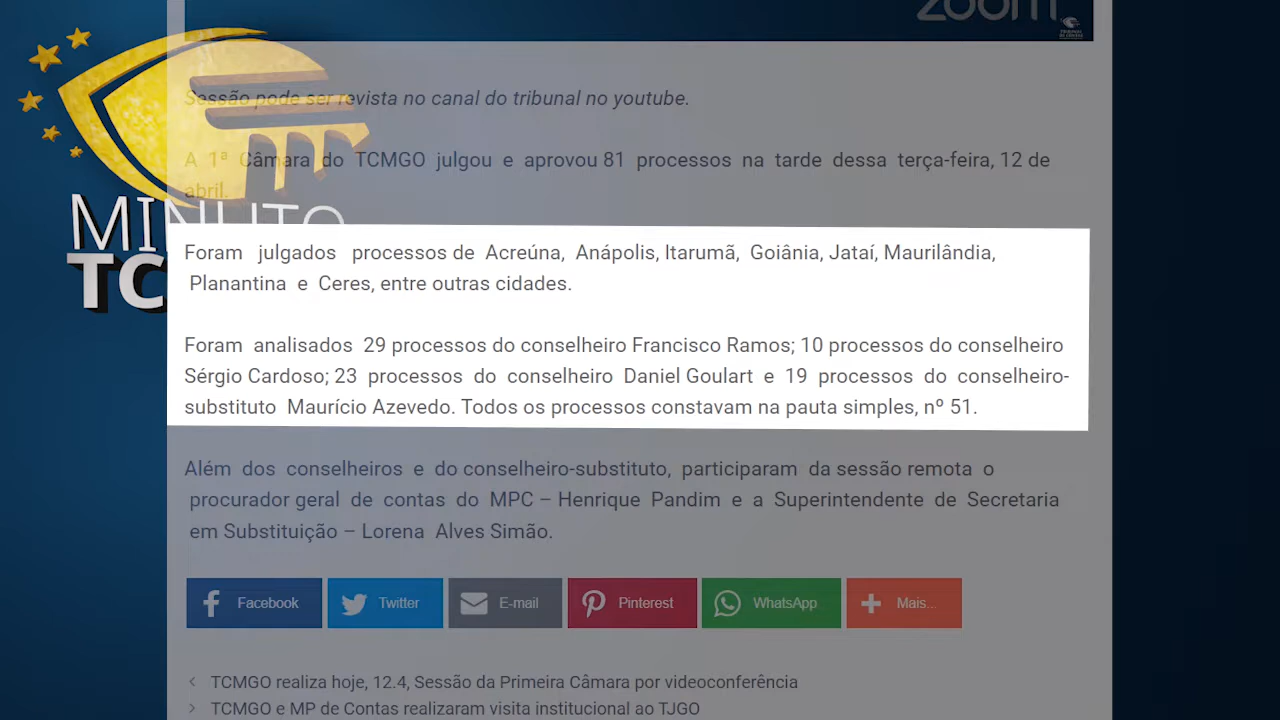 zoom
Sessão pode ser revista no canal do tribunal no youtube.
A 1ª Câmara do TCMGO julgou e aprovou 81 processos na tarde dessa terça-feira, 12 de
abril.
MINUTO
TC
Foram julgados processos de Acreúna, Anápolis, Itarumã, Goiânia, Jataí, Maurilândia,
Planantina e Ceres, entre outras cidades.
Foram analisados 29 processos do conselheiro Francisco Ramos; 10 processos do conselheiro
Sérgio Cardoso; 23 processos do conselheiro Daniel Goulart e 19 processos do conselheiro-
substituto Maurício Azevedo. Todos os processos constavam na pauta simples, nº 51.
Além dos conselheiros e do conselheiro-substituto, participaram da sessão remota o
procurador geral de contas do MPC – Henrique Pandim e a Superintendente de Secretaria
em Substituição – Lorena Alves Simão.
Facebook Twitter E-mail Pinterest WhatsApp Mais...
TCMGO realiza hoje, 12.4, Sessão da Primeira Câmara por videoconferência
TCMGO e MP de Contas realizaram visita institucional ao TJGO